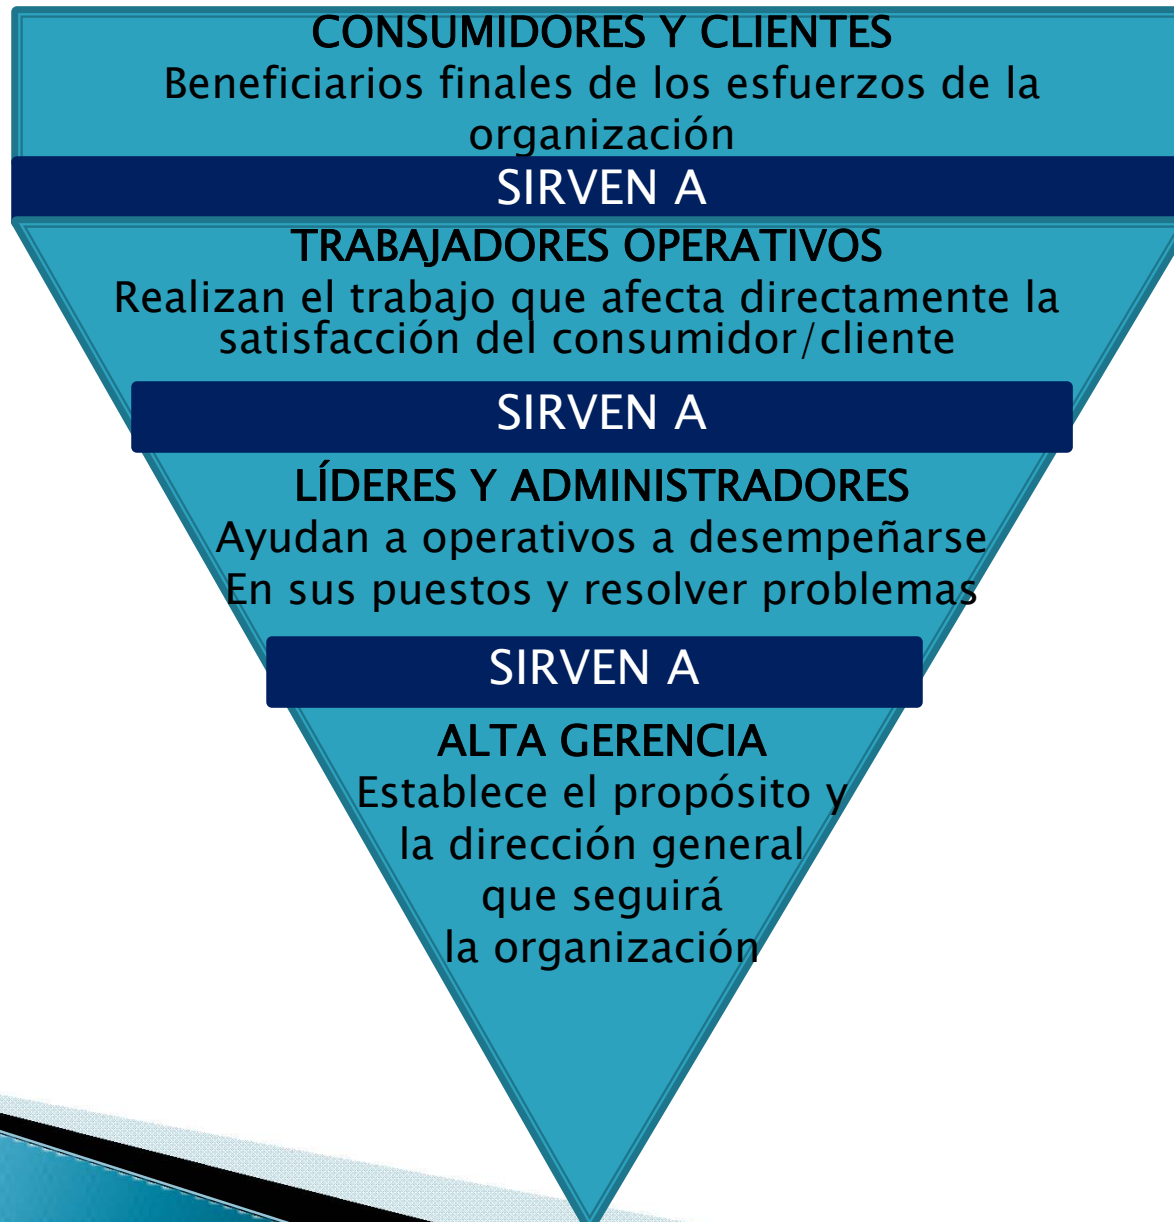 CONSUMIDORES Y CLIENTES
Beneficiarios finales de los esfuerzos de la
organización
SIRVEN A
TRABAJADORES OPERATIVOS
Realizan el trabajo que afecta directamente la
satisfacción del consumidor/cliente
SIRVEN A
LÍDERES Y ADMINISTRADORES
Ayudan a operativos a desempeñarse
En sus puestos y resolver problemas
SIRVEN A
ALTA GERENCIA
Establece el propósito y
la dirección general
que seguirá
la organización